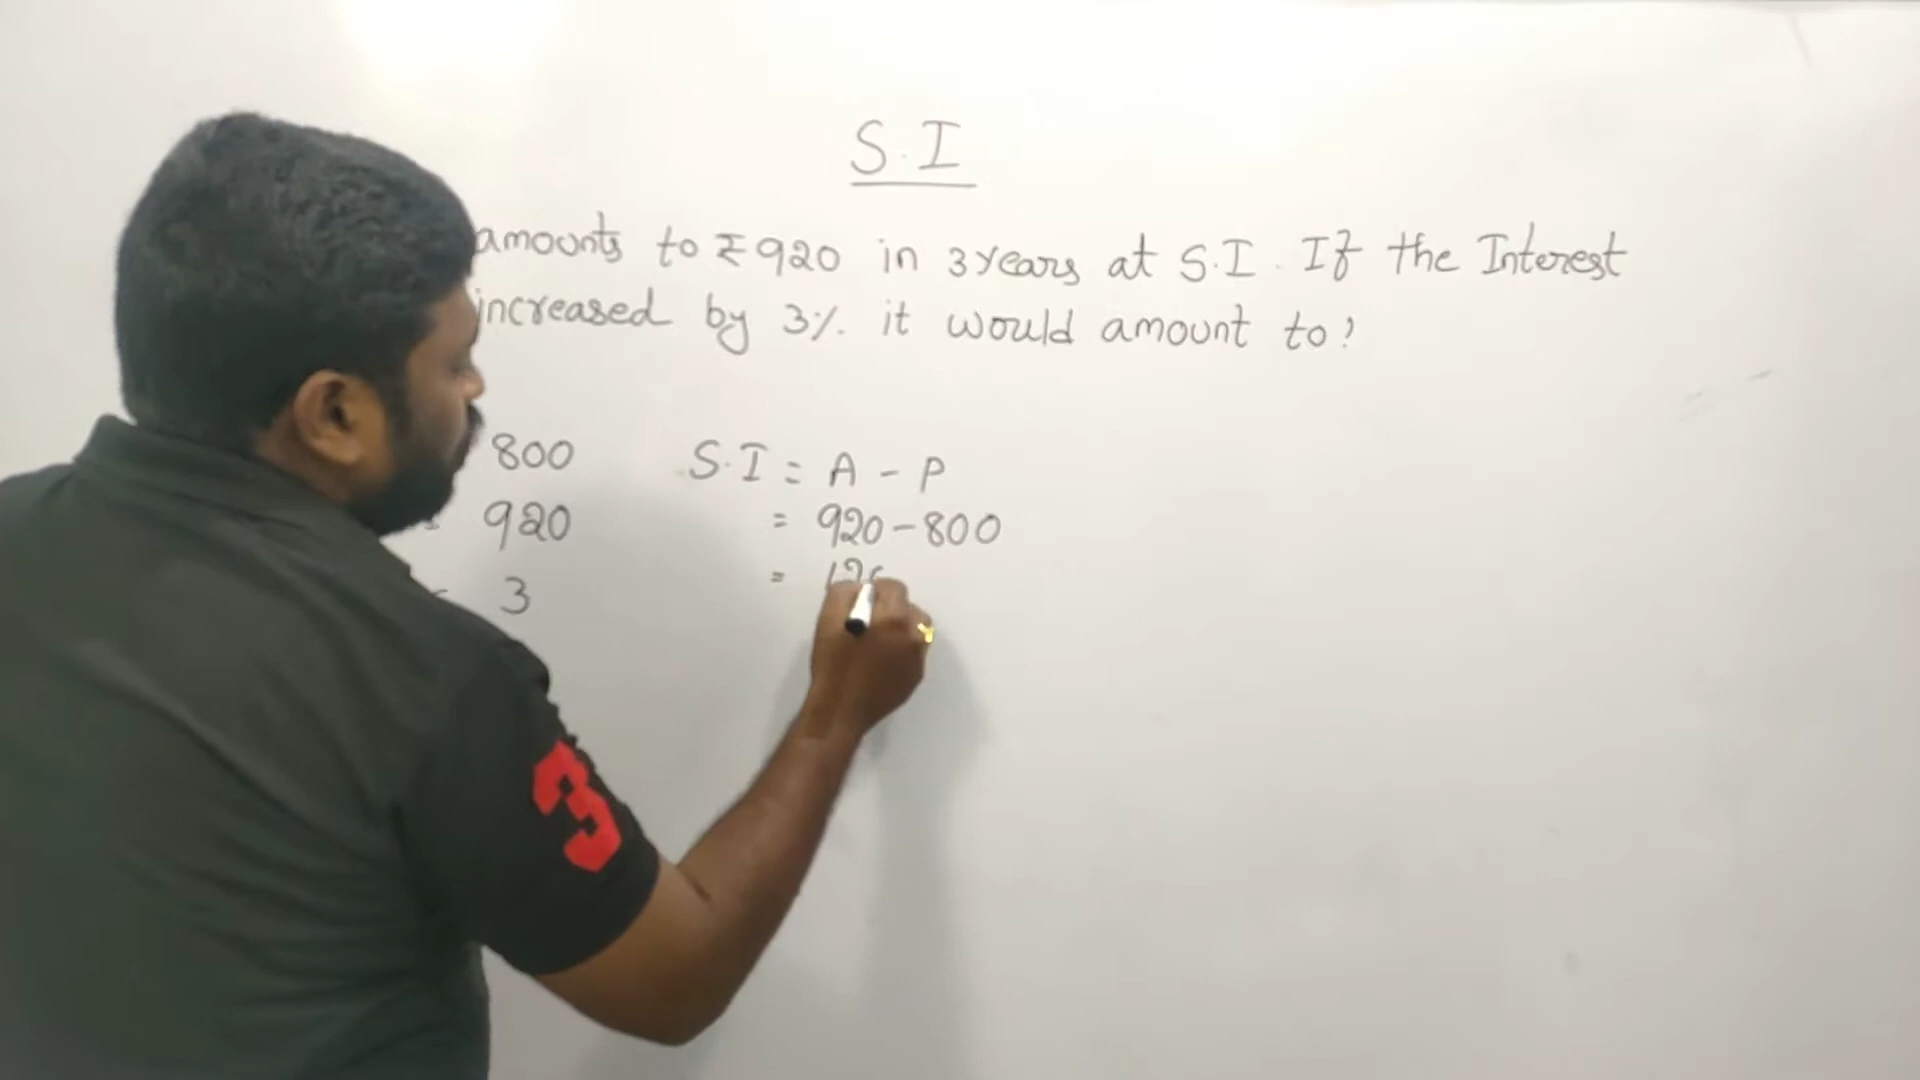 S.I
amounts to ₹920 in 3 years at S.I. If the Interest
increased by 3% it would amount to?
800 S.I = A - P
= 920 = 920-800
3 =
3